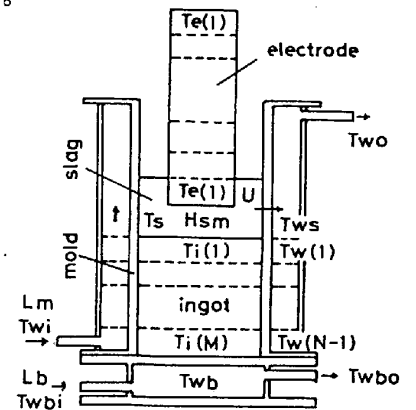 Te(1)
electrode
Two
slag
Te(1)
U
t
Ts
Hsm
Tws
Ti(1)
Tw(1)
mold
ingot
Lm
Twi
Ti(M)
Tw(N-1)
Lb
Twb
Twbo
Twbi